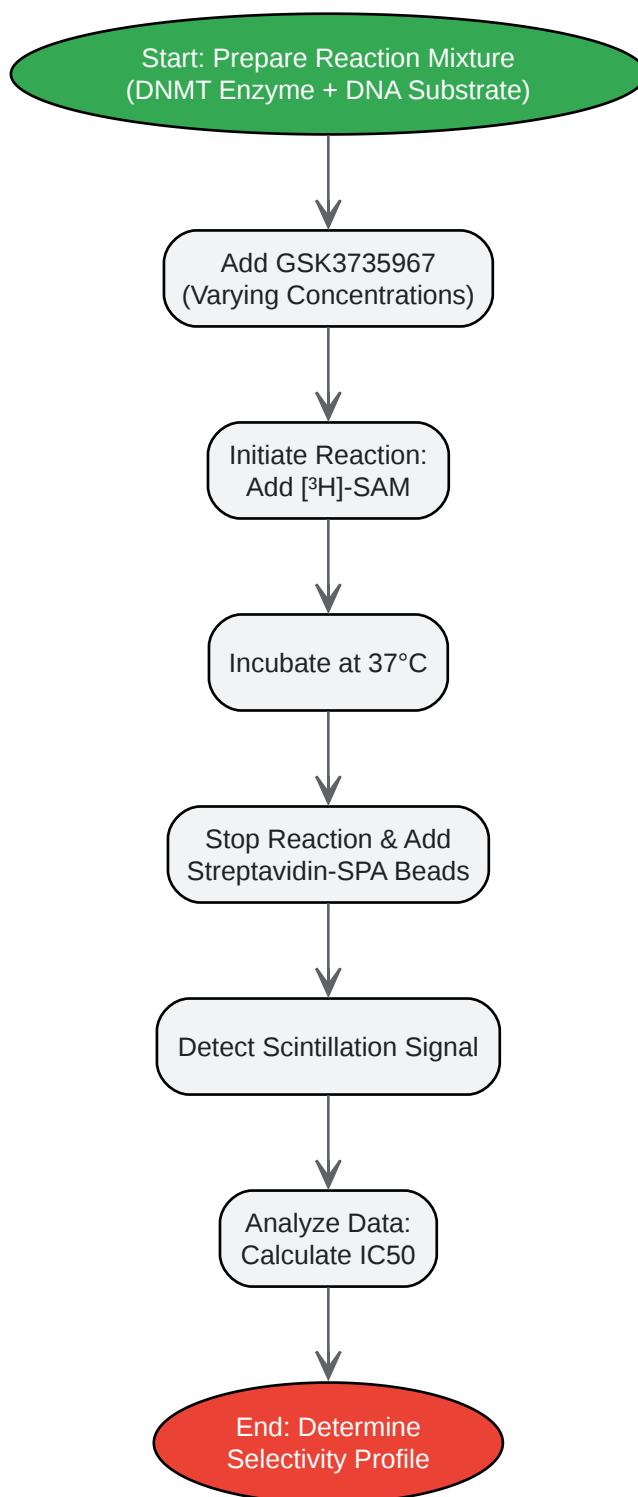 Start: Prepare Reaction Mixture
(DNMT Enzyme + DNA Substrate)
Add GSK3735967
(Varying Concentrations)
Initiate Reaction:
Add [³H]-SAM
Incubate at 37°C
Stop Reaction & Add
Streptavidin-SPA Beads
Detect Scintillation Signal
Analyze Data:
Calculate IC50
End: Determine
Selectivity Profile